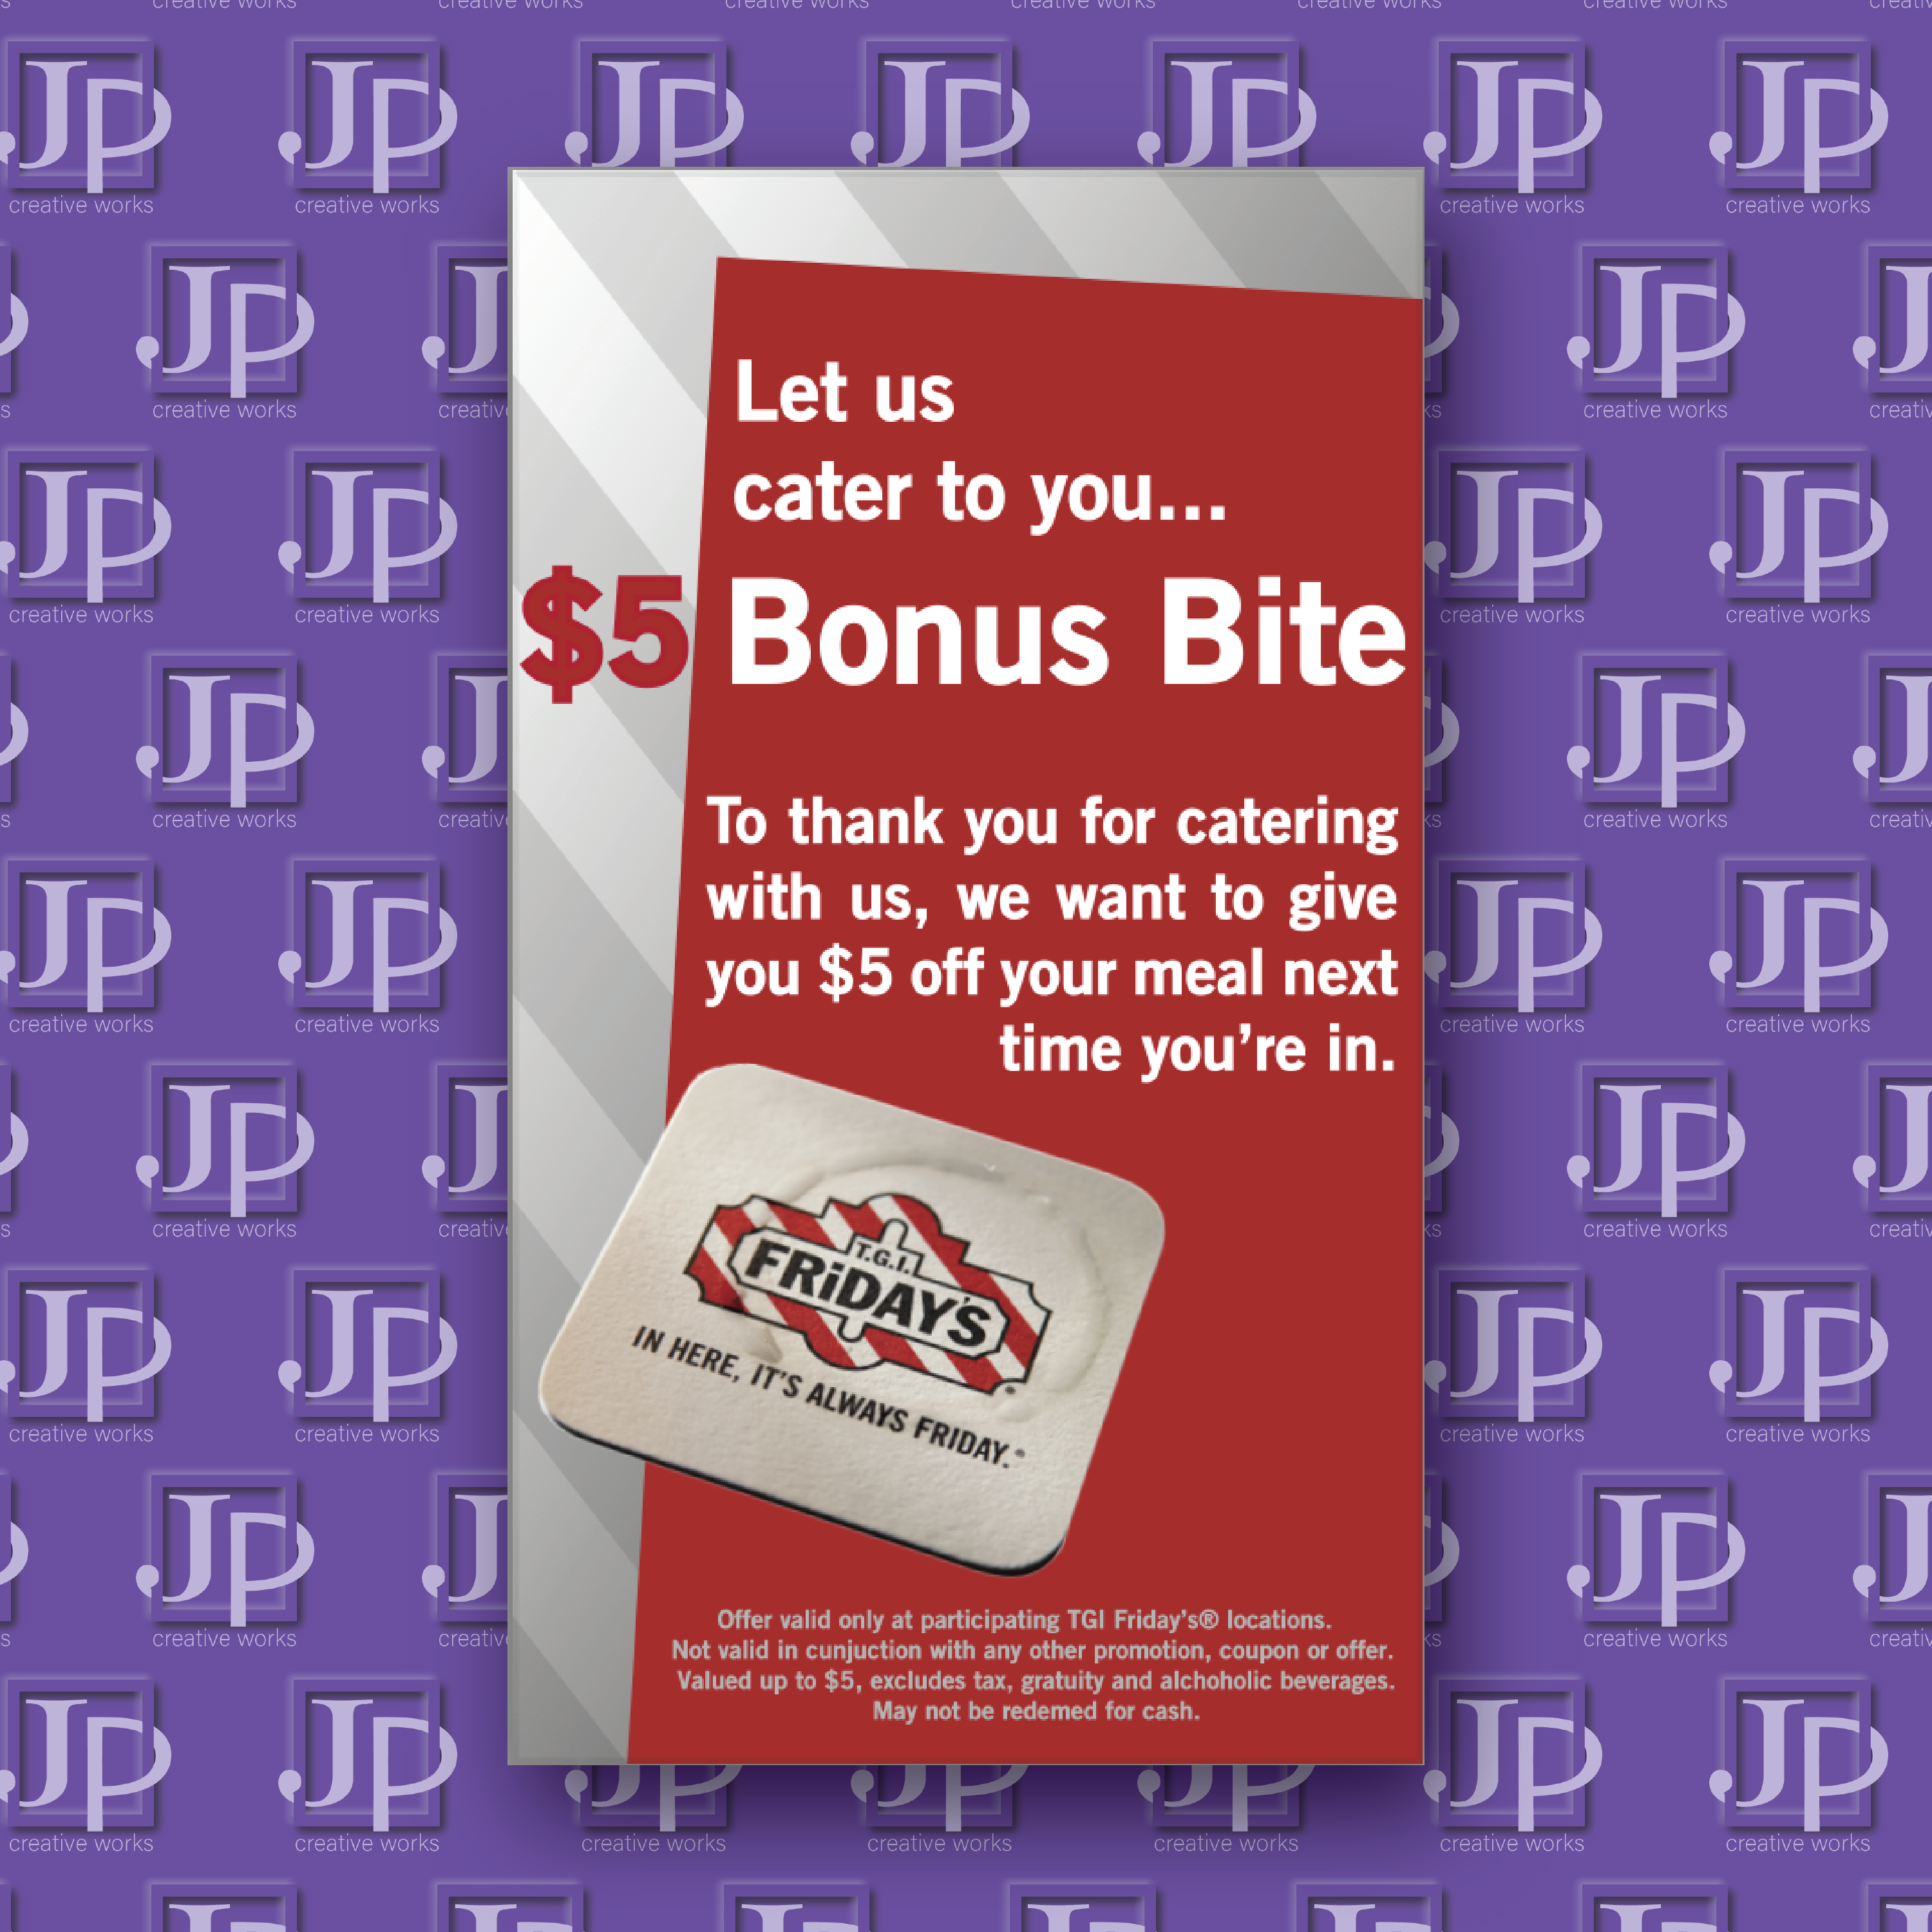 Let us
cater to you...
$5 Bonus Bite
To thank you for catering
with us, we want to give
you $5 off your meal next
time you're in.
T.G.I.
FRiDAY'S
IN HERE, IT'S ALWAYS FRIDAY.®
Offer valid only at participating TGI Friday's® locations.
Not valid in cunjuction with any other promotion, coupon or offer.
Valued up to $5, excludes tax, gratuity and alchoholic beverages.
May not be redemed for cash.
JP
creative works